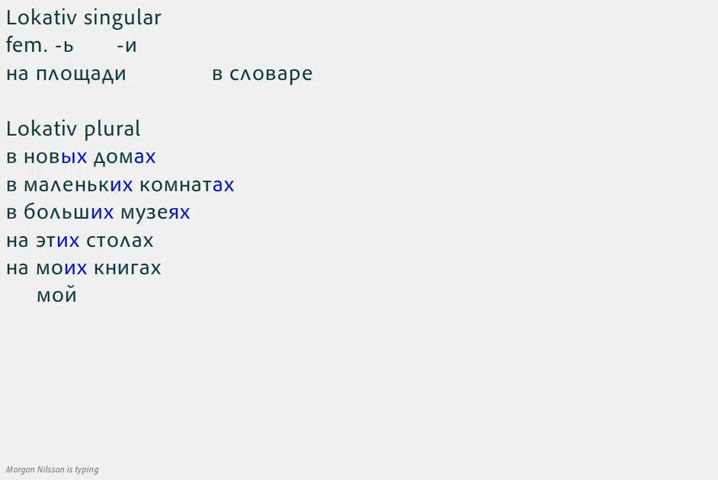 Lokativ singular
fem. -ь -и
на площади в словаре
Lokativ plural
в новых домах
в маленьких комнатах
в больших музеях
на этих столах
на моих книгах
мой
Morgan Nilsson is typing